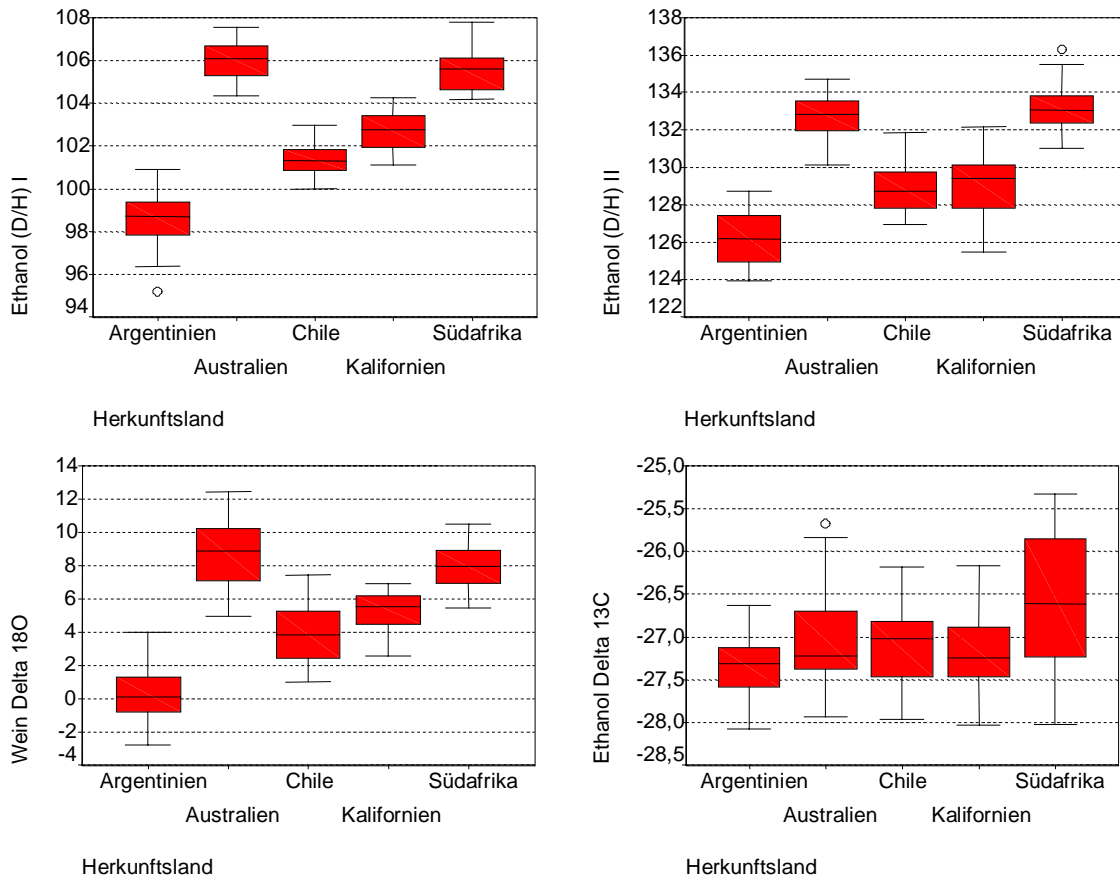 Ethanol (D/H) I
108
106
104
102
100
98
96
94
Argentinien Chile Südafrika
Australien Kalifornien
Herkunftsland
Ethanol (D/H) II
138
136
134
132
130
128
126
124
122
Argentinien Chile Südafrika
Australien Kalifornien
Herkunftsland
Wein Delta 18O
14
12
10
8
6
4
2
0
-2
-4
Argentinien Chile Südafrika
Australien Kalifornien
Herkunftsland
Ethanol Delta 13C
-25,0
-25,5
-26,0
-26,5
-27,0
-27,5
-28,0
-28,5
Argentinien Chile Südafrika
Australien Kalifornien
Herkunftsland